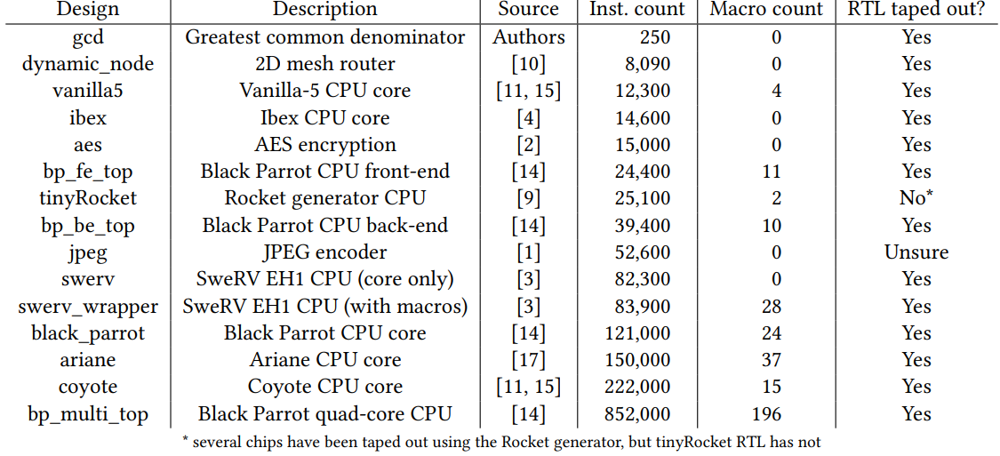 Design Description Source Inst. count Macro count RTL taped out?
gcd Greatest common denominator Authors 250 0 Yes
dynamic_node 2D mesh router [10] 8,090 0 Yes
vanilla5 Vanilla-5 CPU core [11, 15] 12,300 4 Yes
ibex Ibex CPU core [4] 14,600 0 Yes
aes AES encryption [2] 15,000 0 Yes
bp_fe_top Black Parrot CPU front-end [14] 24,400 11 Yes
tinyRocket Rocket generator CPU [9] 25,100 2 No*
bp_be_top Black Parrot CPU back-end [14] 39,400 10 Yes
jpeg JPEG encoder [1] 52,600 0 Unsure
swerv SweRV EH1 CPU (core only) [3] 82,300 0 Yes
swerv_wrapper SweRV EH1 CPU (with macros) [3] 83,900 28 Yes
black_parrot Black Parrot CPU core [14] 121,000 24 Yes
ariane Ariane CPU core [17] 150,000 37 Yes
coyote Coyote CPU core [11, 15] 222,000 15 Yes
bp_multi_top Black Parrot quad-core CPU [14] 852,000 196 Yes
* several chips have been taped out using the Rocket generator, but tinyRocket RTL has not